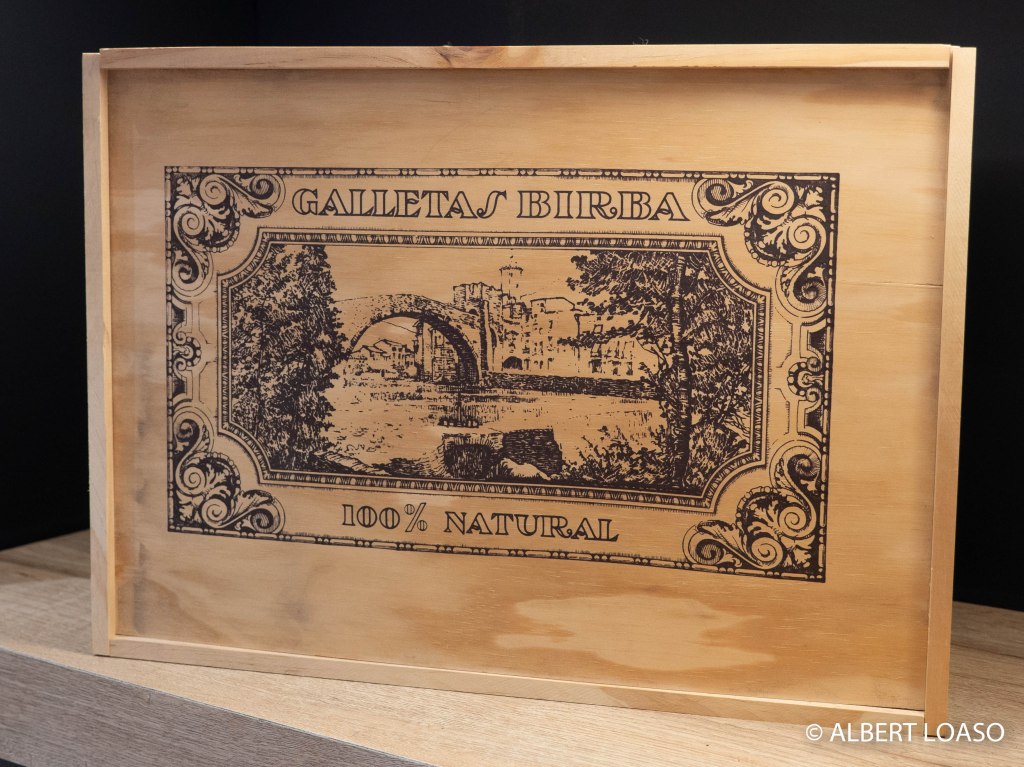 GALLETAS BIRBA
100% NATURAL
© ALBERT LOASO